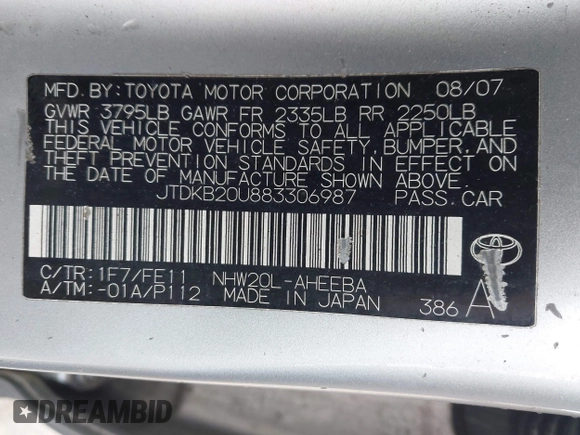 MFD. BY: TOYOTA MOTOR CORPORATION 08/07
GVWR 3795LB GAWR FR 2335LB RR 2250LB
THIS VEHICLE CONFORMS TO ALL APPLICABLE
FEDERAL MOTOR VEHICLE SAFETY, BUMPER, AND
THEFT PREVENTION STANDARDS IN EFFECT ON
THE DATE OF MANUFACTURE SHOWN ABOVE.
JTDKB20U883306987 PASS. CAR
C/TR: 1F7/FE11 NHW20L-AHEEBA
A/TM: -01A/P112 MADE IN JAPAN 386 A
DREAMBID